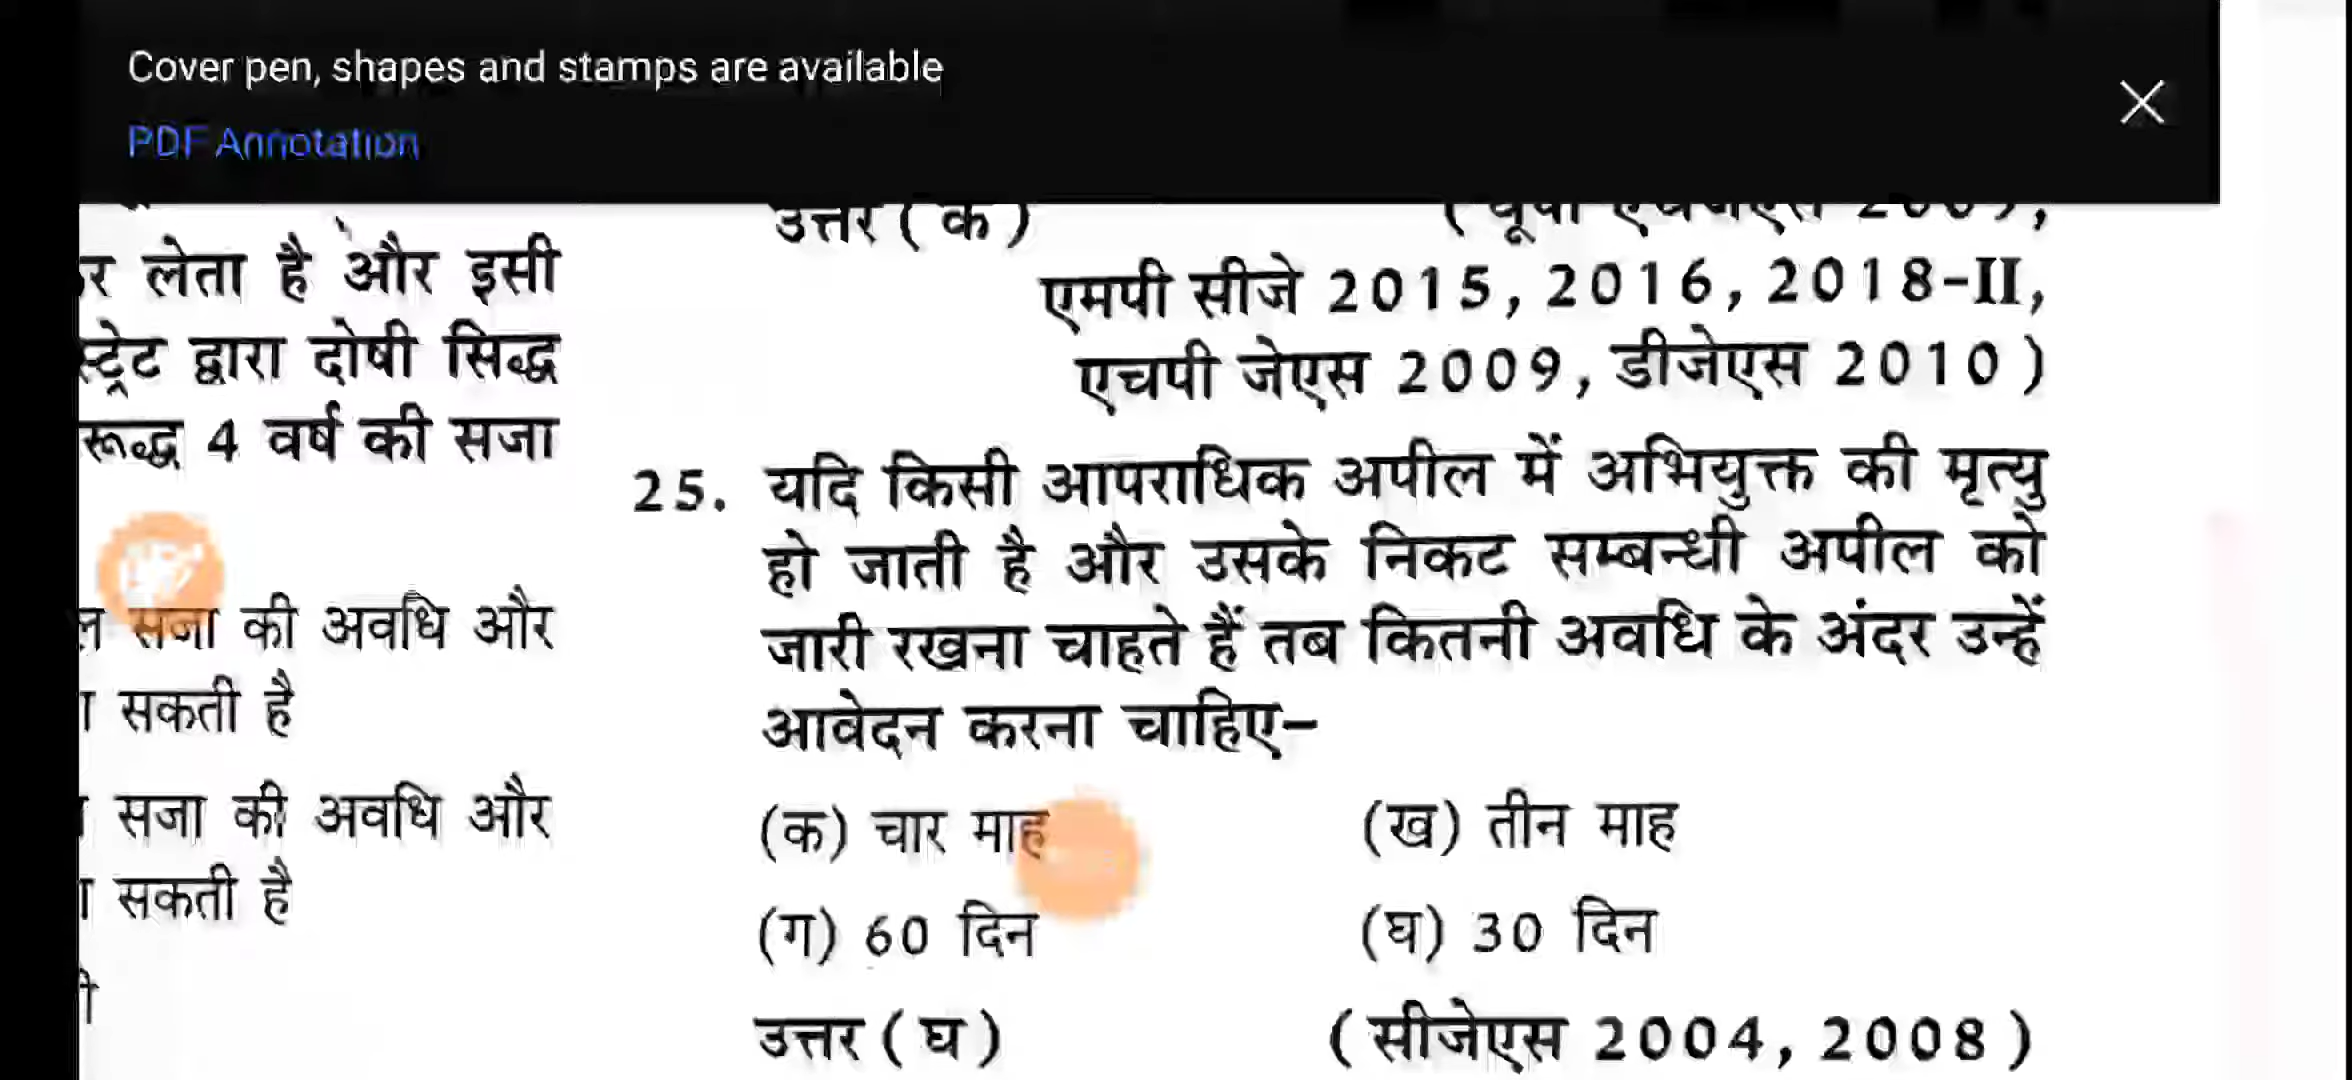 Cover pen, shapes and stamps are available
PDF Annotation
लेता है और इसी
द्वारा दोषी सिद्ध
4 वर्ष की सजा
सजा की अवधि और
सकती है
सजा की अवधि और
सकती है
उत्तर ( क )
एमपी सीजे 2015, 2016, 2018-II,
एचपी जेएस 2009, डीजेएस 2010 )
25. यदि किसी आपराधिक अपील में अभियुक्त की मृत्यु
हो जाती है और उसके निकट सम्बन्धी अपील को
जारी रखना चाहते हैं तब कितनी अवधि के अंदर उन्हें
आवेदन करना चाहिए–
(क) चार माह (ख) तीन माह
(ग) 60 दिन (घ) 30 दिन
उत्तर ( घ ) ( सीजेएस 2004, 2008 )